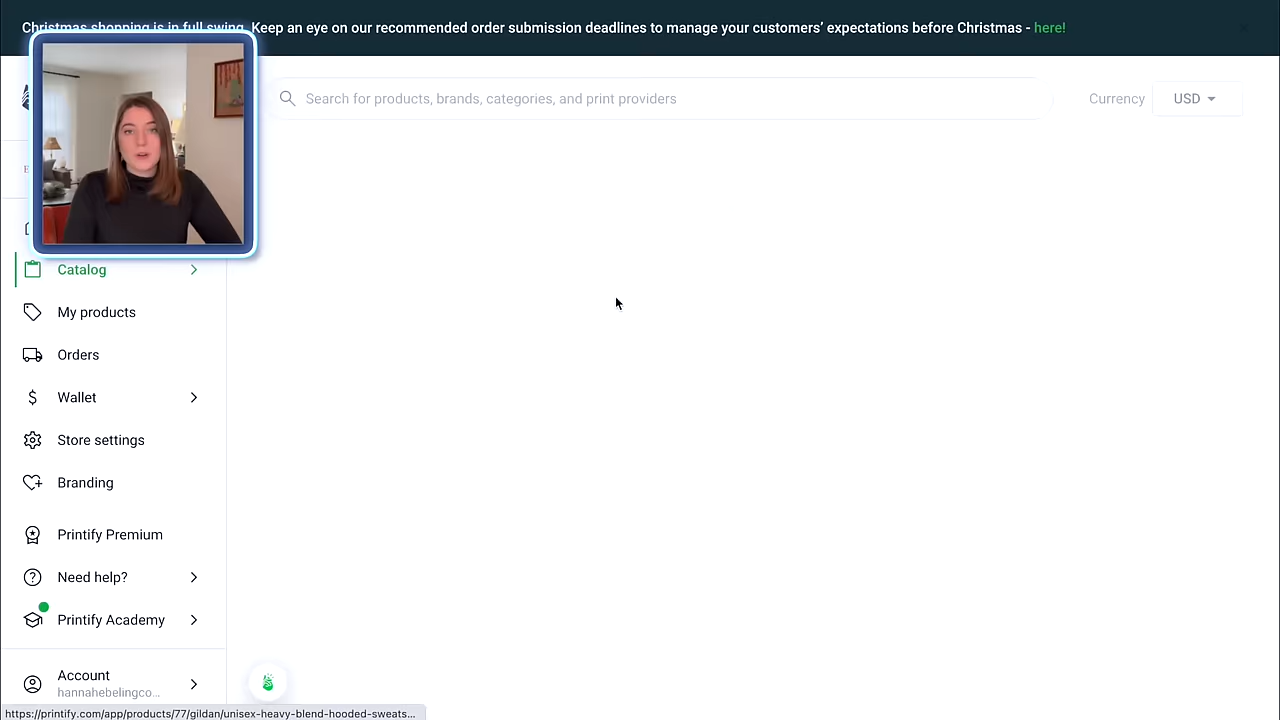 Christmas shopping is in full swing. Keep an eye on our recommended order submission deadlines to manage your customers' expectations before Christmas - here!
Search for products, brands, categories, and print providers
Currency
USD
Catalog
My products
Orders
Wallet
Store settings
Branding
Printify Premium
Need help?
Printify Academy
Account
hannahebelingco...
https://printify.com/app/products/77/gildan/unisex-heavy-blend-hooded-sweats...